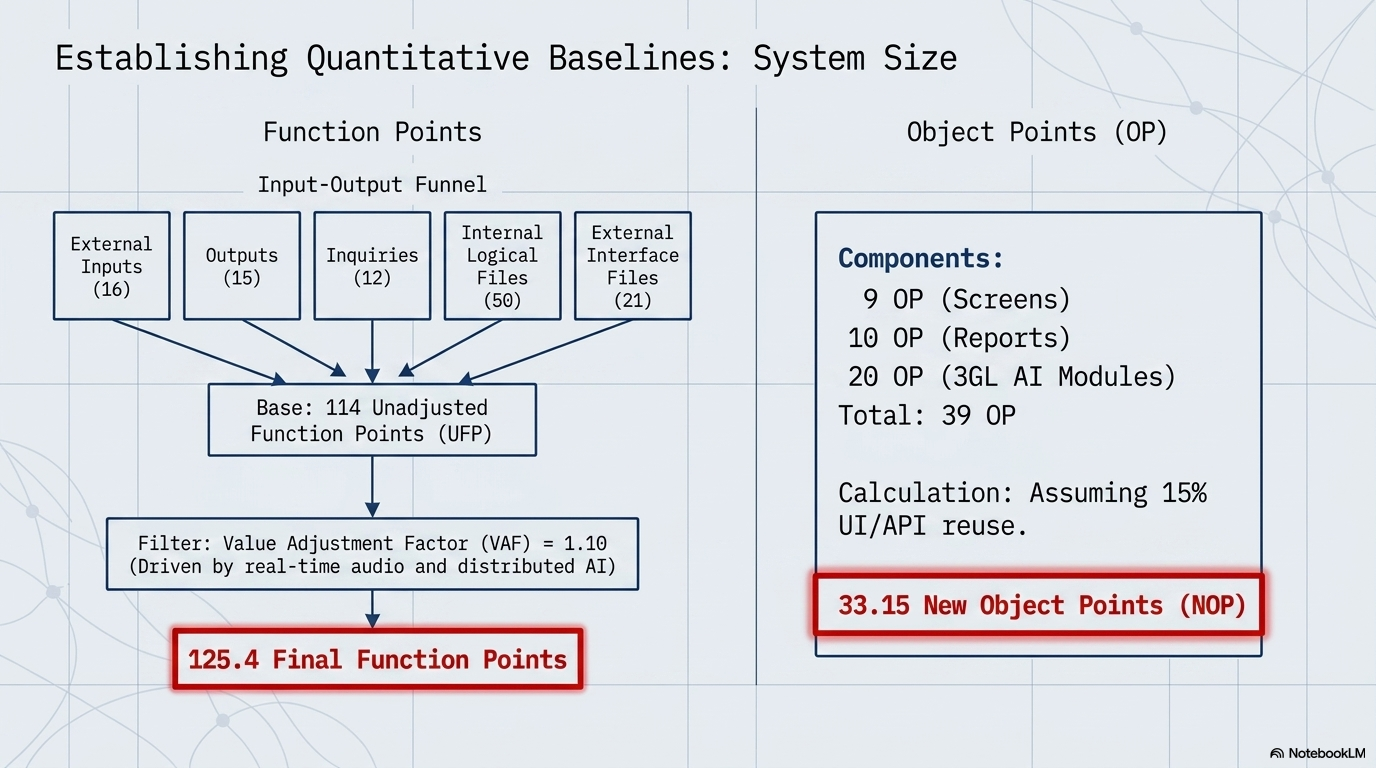 Establishing Quantitative Baselines: System Size
Function Points
Input-Output Funnel
External
Inputs
(16)
Outputs
(15)
Inquiries
(12)
Internal
Logical
Files
(50)
External
Interface
Files
(21)
Base: 114 Unadjusted
Function Points (UFP)
Filter: Value Adjustment Factor (VAF) = 1.10
(Driven by real-time audio and distributed AI)
125.4 Final Function Points
Object Points (OP)
Components:
9 OP (Screens)
10 OP (Reports)
20 OP (3GL AI Modules)
Total: 39 OP
Calculation: Assuming 15%
UI/API reuse.
33.15 New Object Points (NOP)
NotebookLM